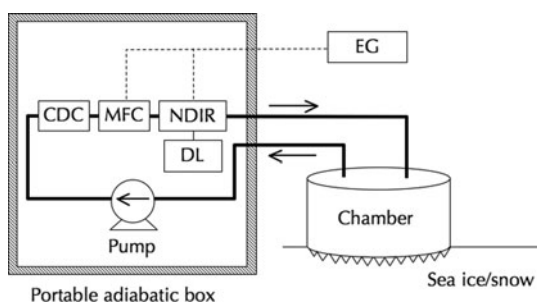 EG
CDC MFC NDIR
DL
Chamber
Pump
Sea ice/snow
Portable adiabatic box